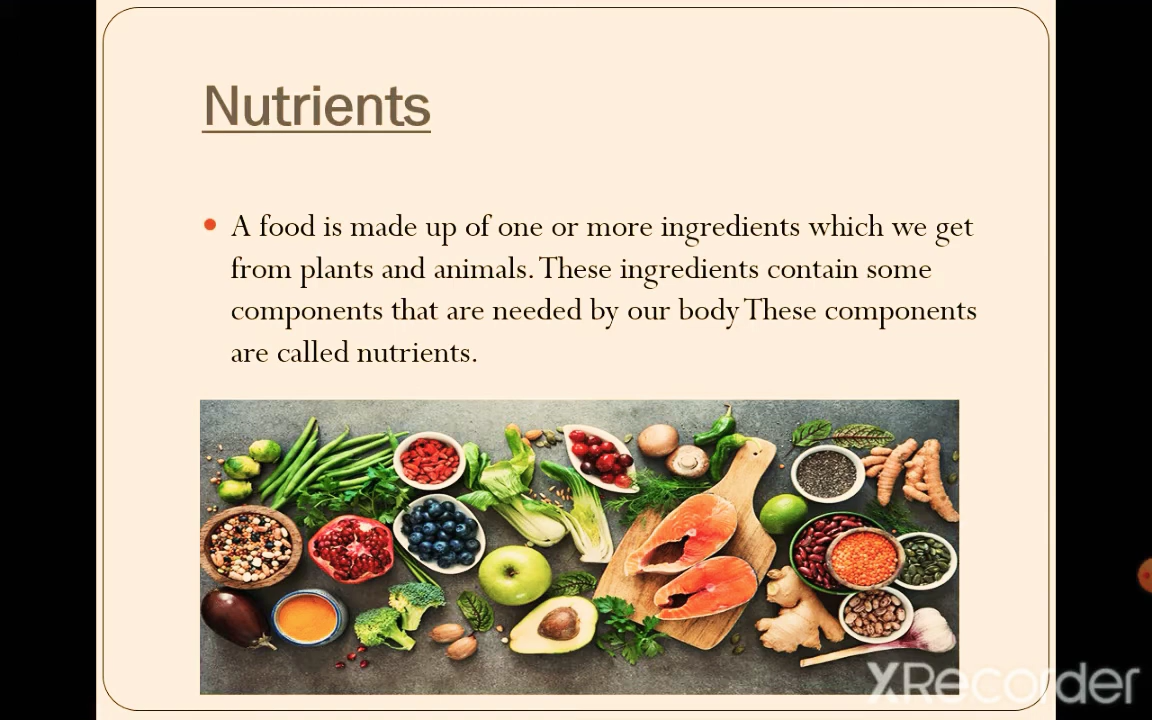 Nutrients
A food is made up of one or more ingredients which we get
from plants and animals. These ingredients contain some
components that are needed by our body These components
are called nutrients.
XRecorder